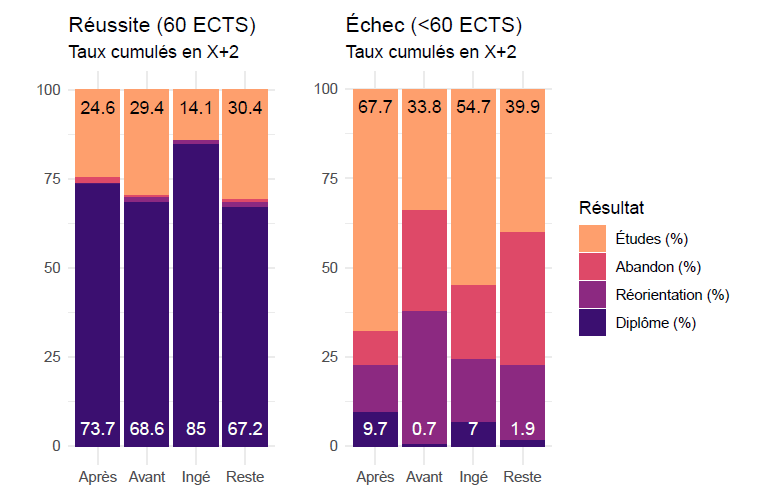 Réussite (60 ECTS)
Taux cumulés en X+2
100
75
50
25
0
24.6 29.4 14.1 30.4
73.7 68.6 85 67.2
Après Avant Ingé Reste
Échec (<60 ECTS)
Taux cumulés en X+2
100
75
50
25
0
67.7 33.8 54.7 39.9
9.7 0.7 7 1.9
Après Avant Ingé Reste
Résultat
Études (%)
Abandon (%)
Réorientation (%)
Diplôme (%)